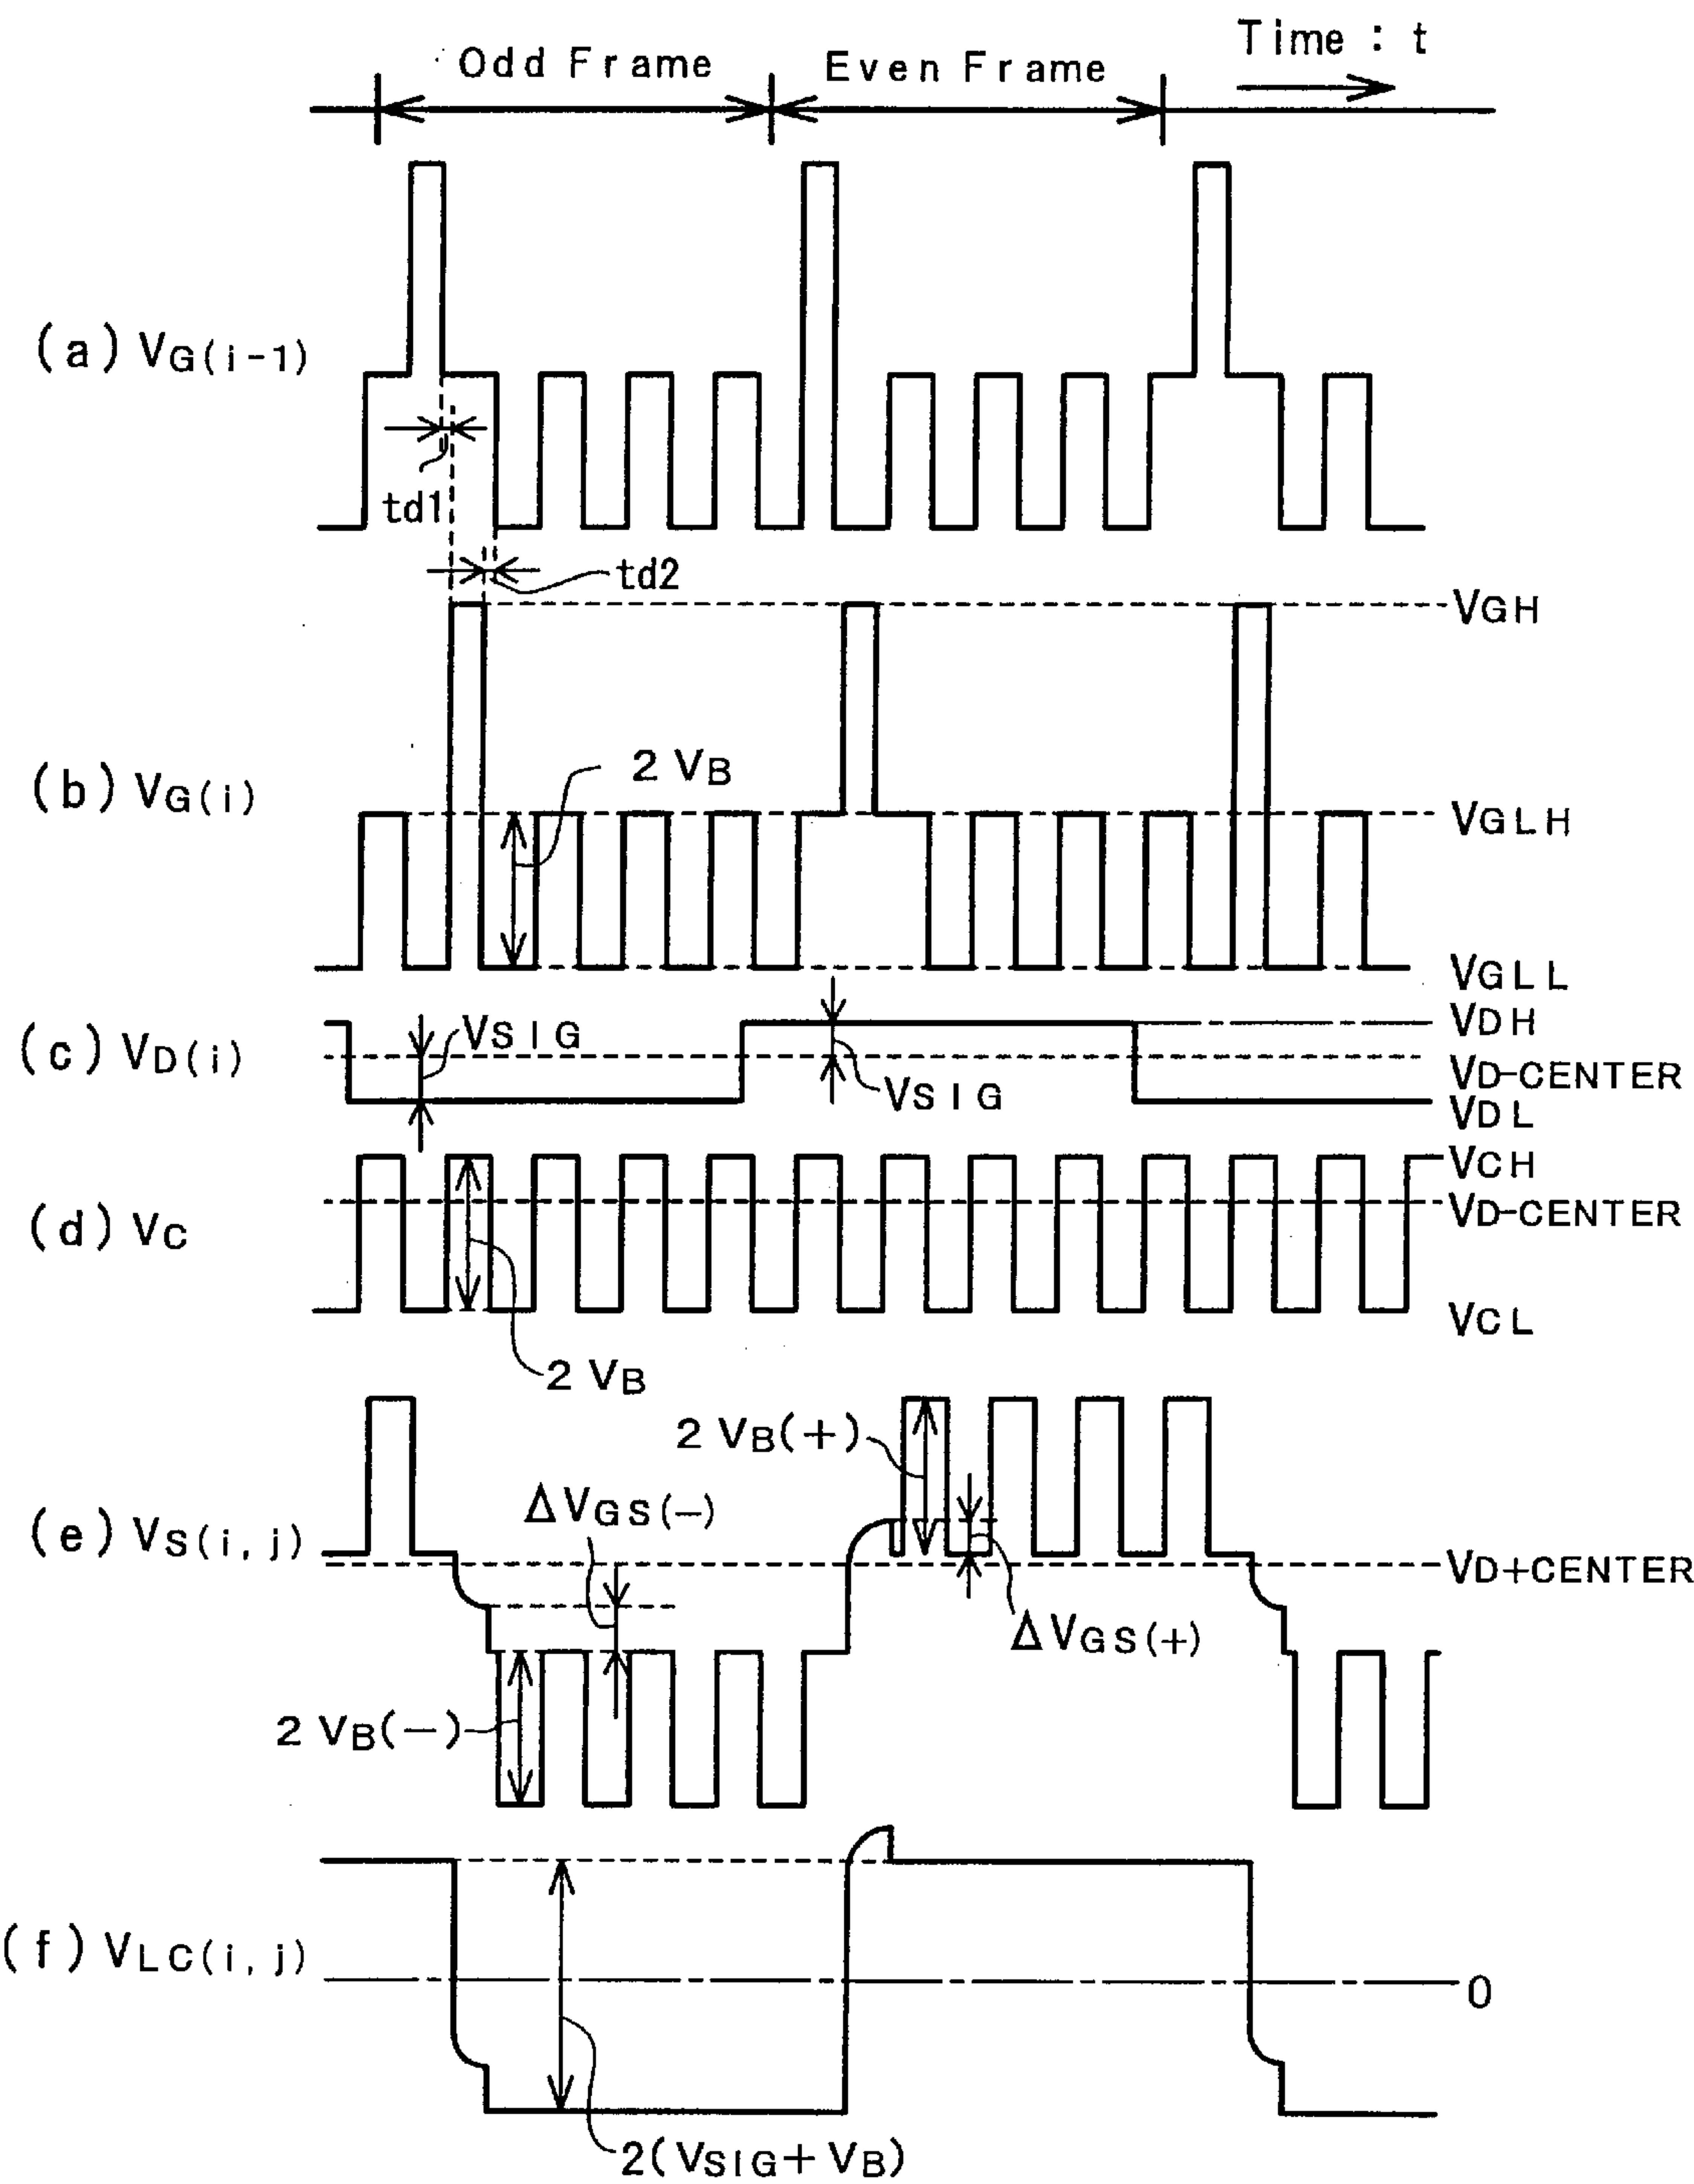 Time : t
Odd Frame
Even Frame
(a) VG(i-1)
td1
td2
VGH
2 VB
(b) VG(i)
VGLH
VGLL
VSIG
VDH
(c) VD(i)
VD-CENTER
VSIG
VDL
VCH
VD-CENTER
(d) VC
VCL
2 VB
2 VB(+)
ΔVGS(−)
(e) VS(i, j)
VD+CENTER
ΔVGS(+)
2 VB(−)
(f) VLC(i, j)
0
2(VSIG+VB)